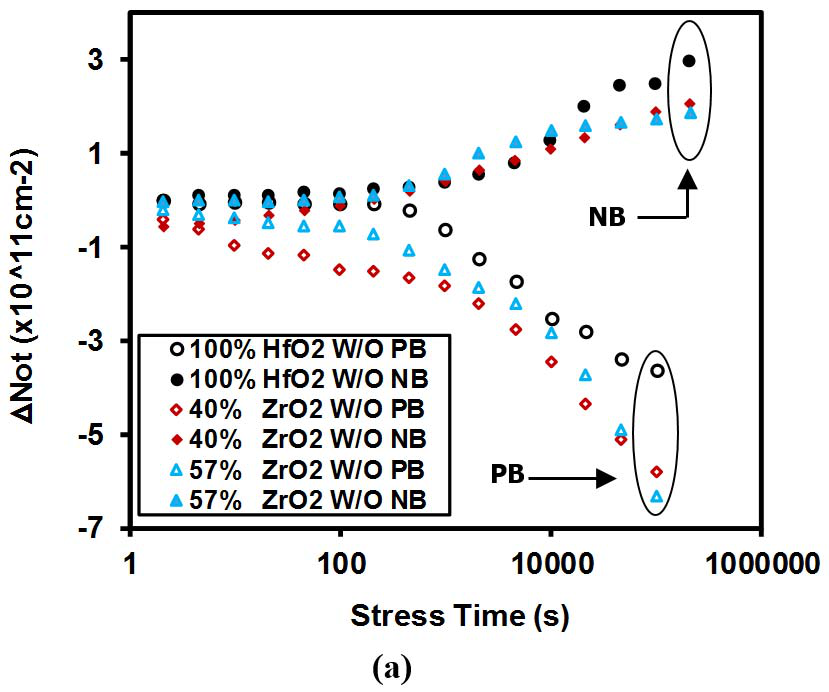 3
1
-1
-3
-5
-7
ΔNot (x10^11cm-2)
NB
100% HfO2 W/O PB
100% HfO2 W/O NB
40% ZrO2 W/O PB
40% ZrO2 W/O NB
57% ZrO2 W/O PB
57% ZrO2 W/O NB
PB
1 100 10000 1000000
Stress Time (s)
(a)